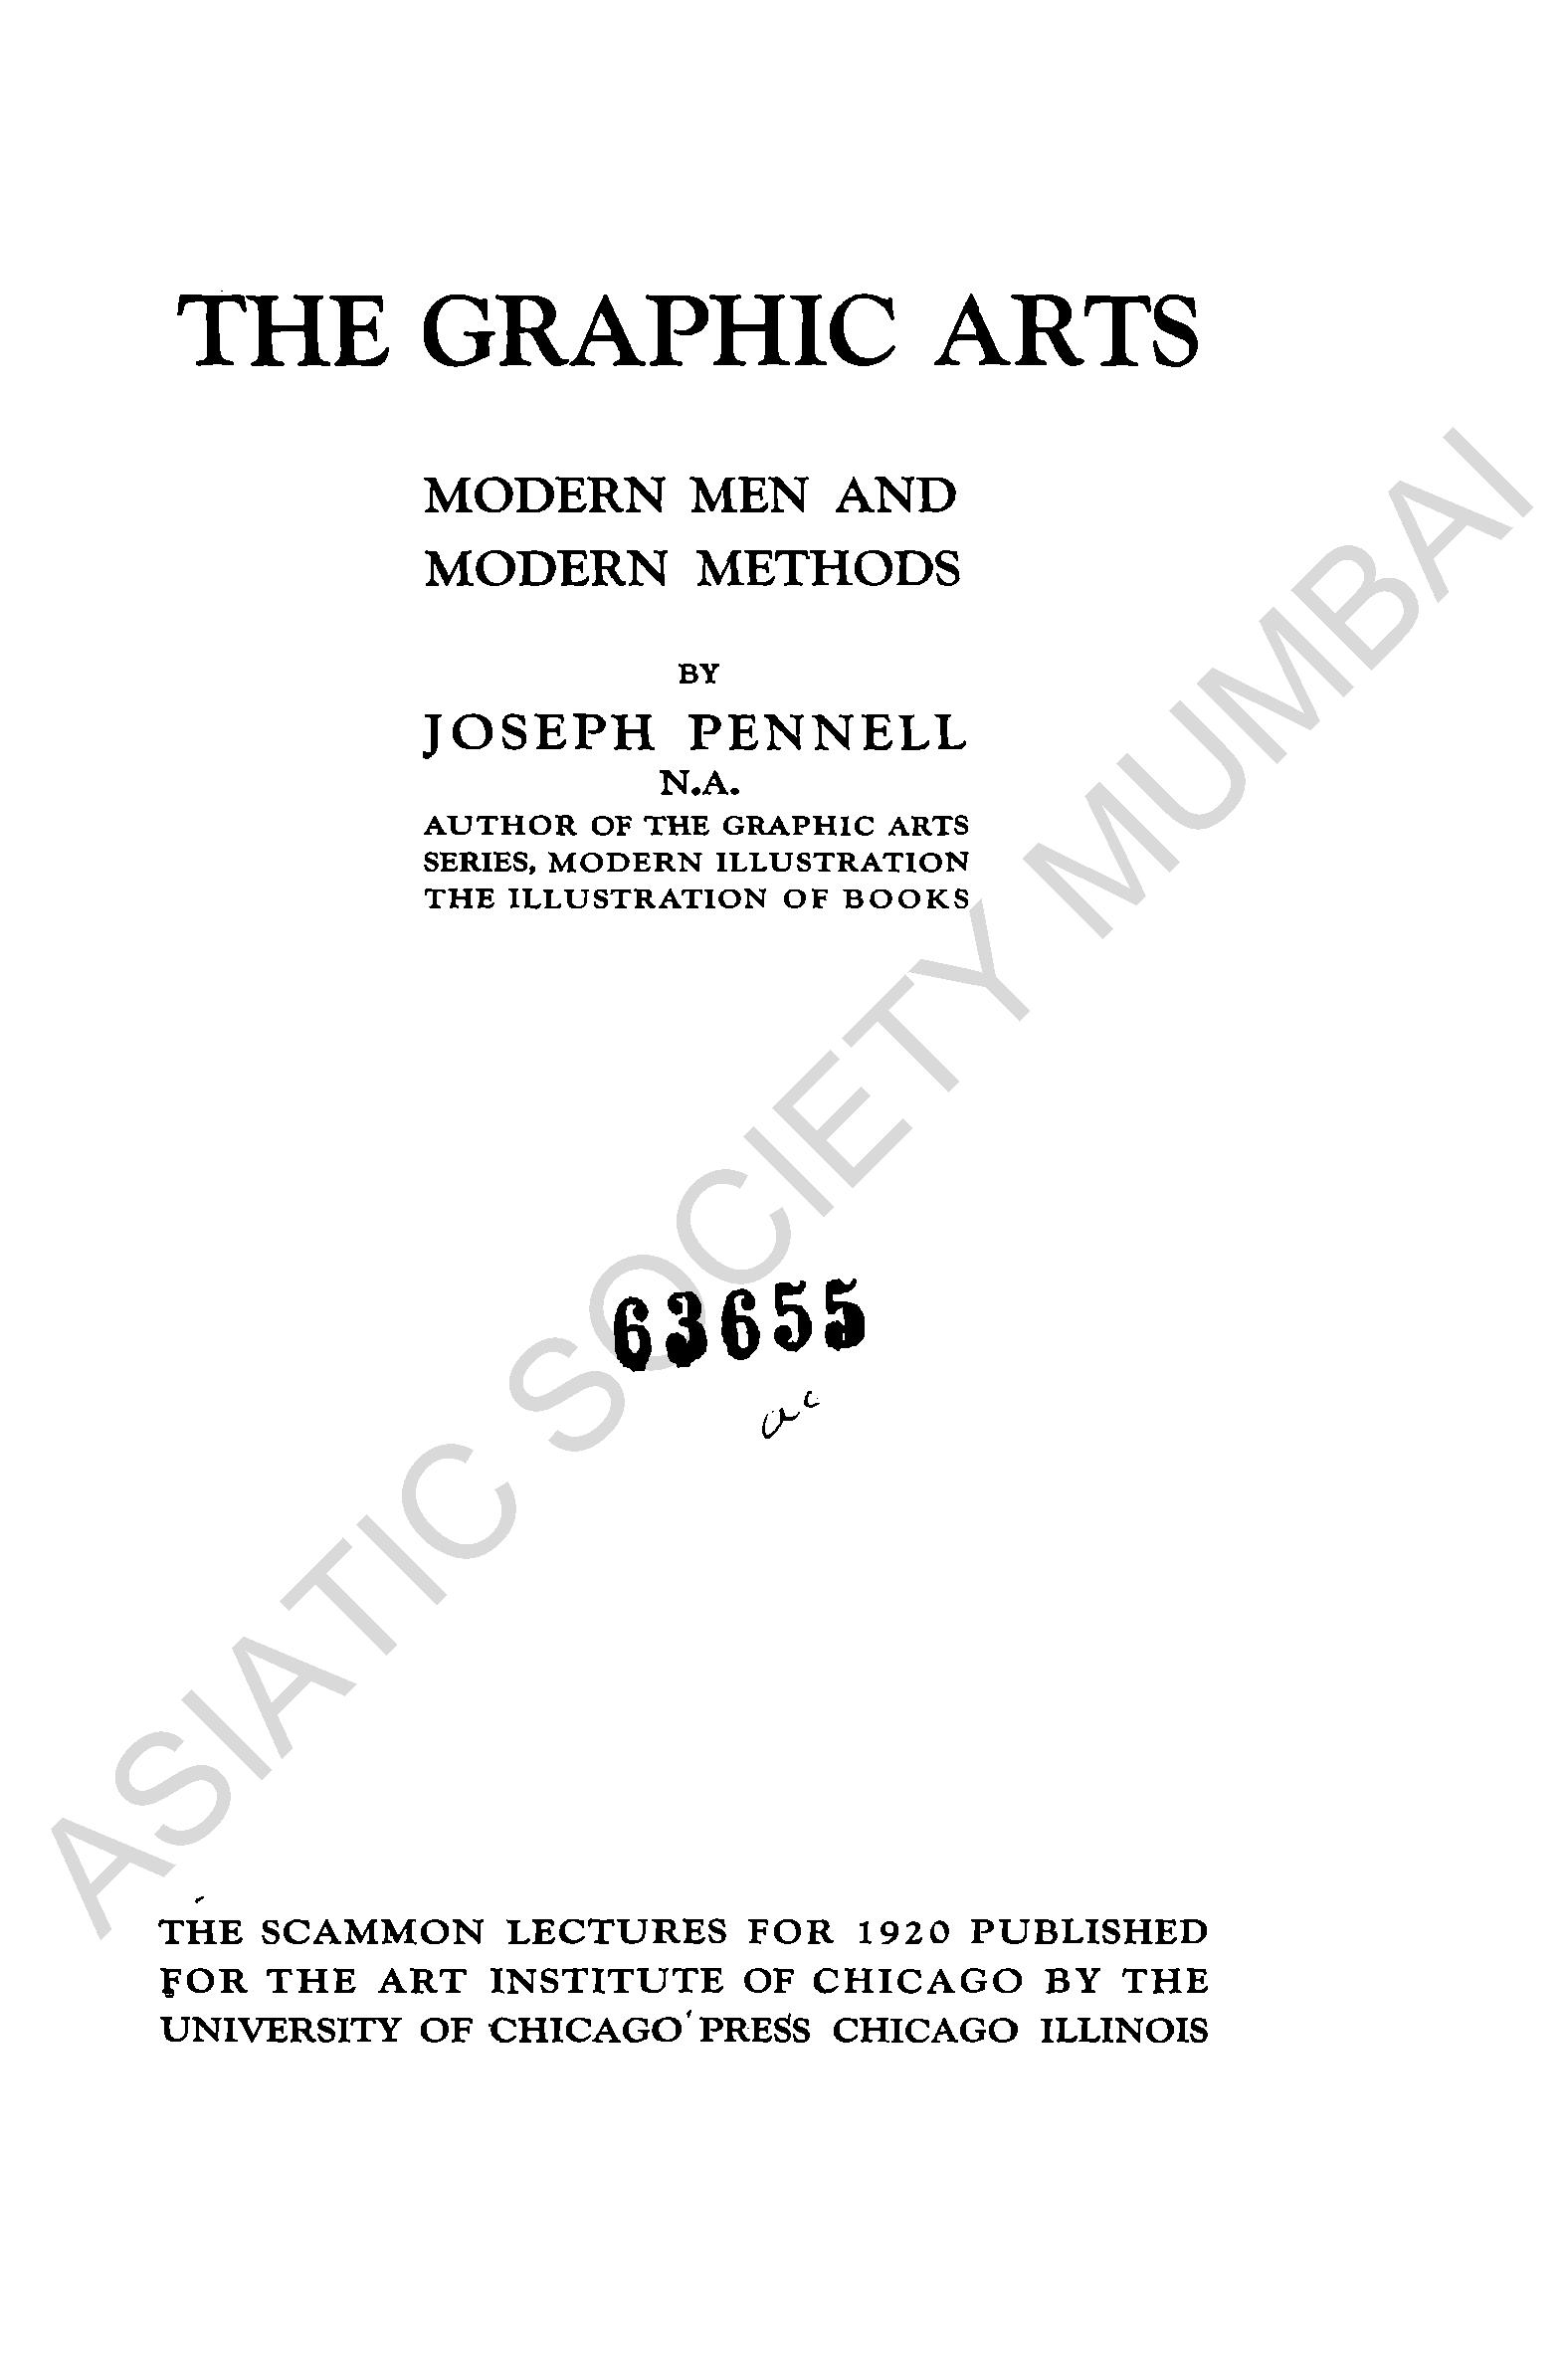 THE GRAPHIC ARTS
MODERN MEN AND
MODERN METHODS
BY
JOSEPH PENNELL
N.A.
AUTHOR OF THE GRAPHIC ARTS
SERIES, MODERN ILLUSTRATION
THE ILLUSTRATION OF BOOKS
63655
THE SCAMMON LECTURES FOR 1920 PUBLISHED
FOR THE ART INSTITUTE OF CHICAGO BY THE
UNIVERSITY OF CHICAGO PRESS CHICAGO ILLINOIS
ASIATIC SOCIETY MUMBAI